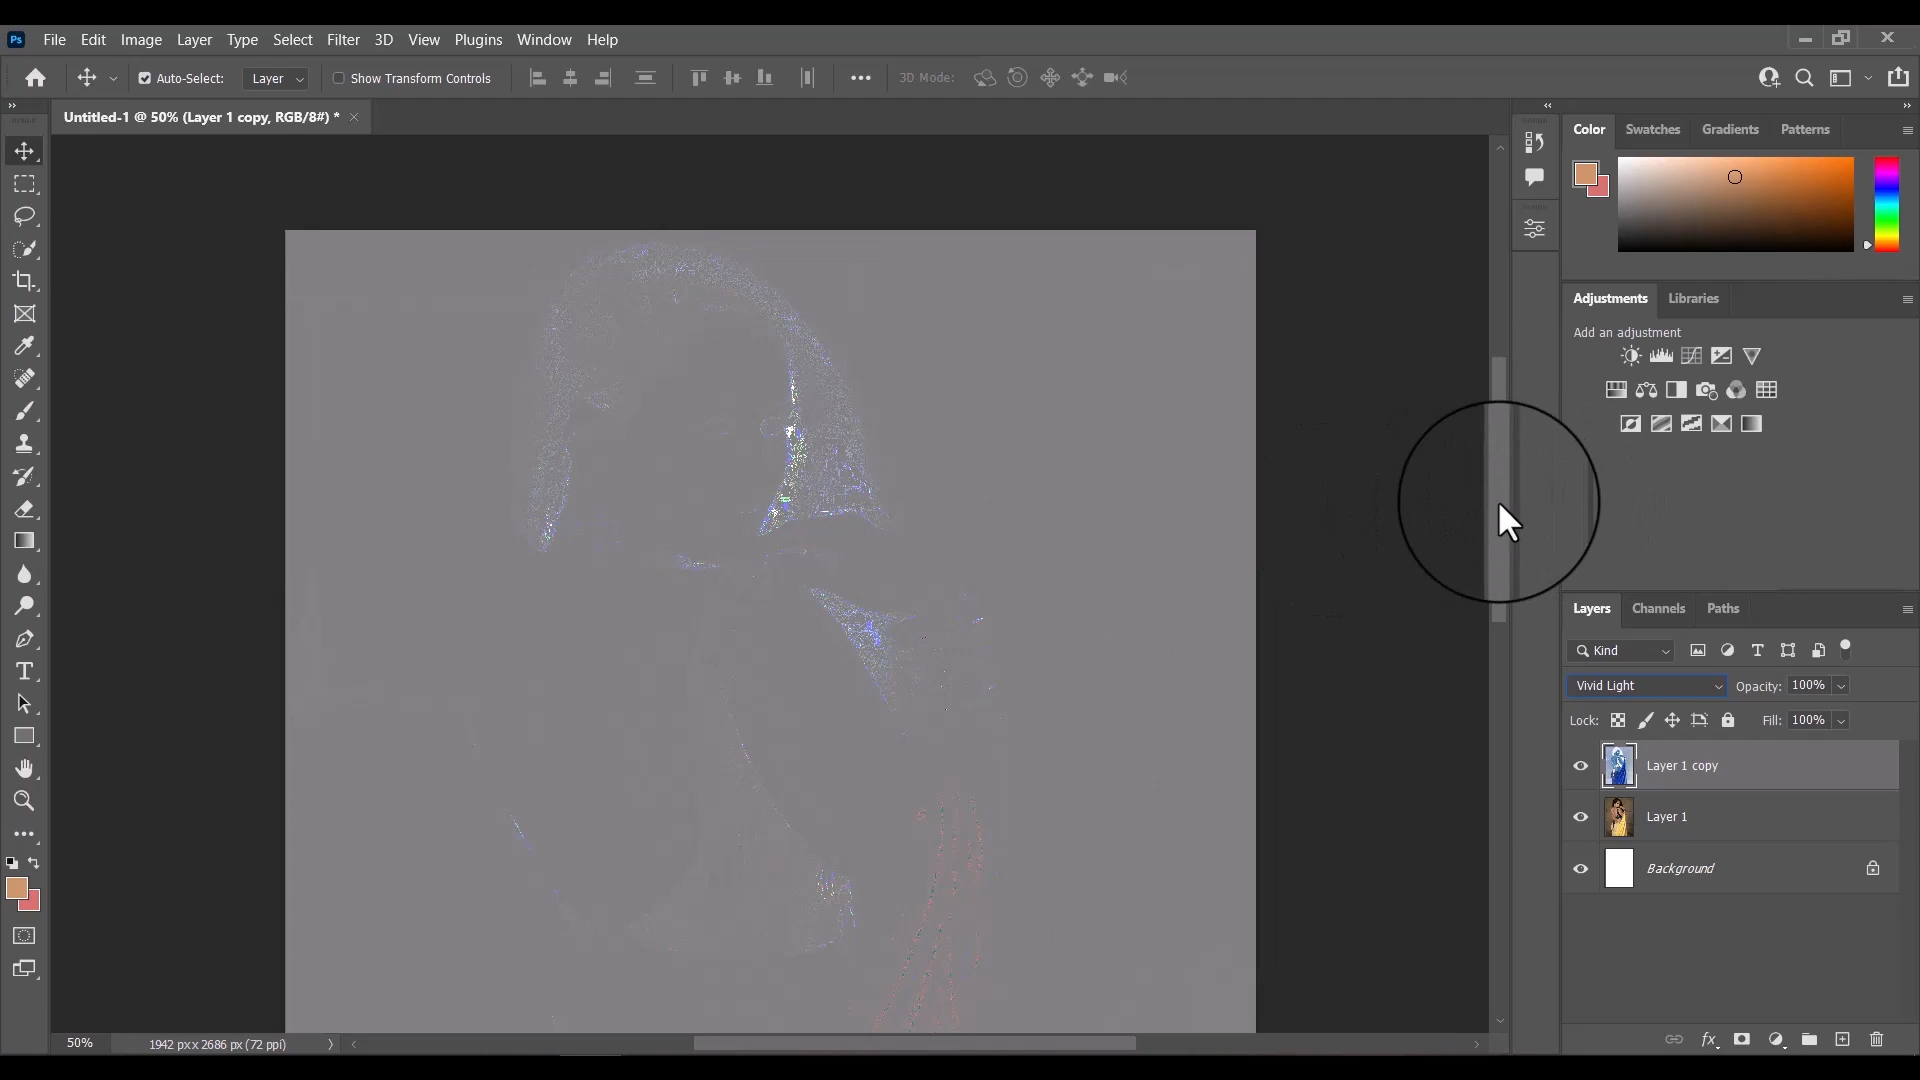 Ps File Edit Image Layer Type Select Filter 3D View Plugins Window Help
Auto-Select: Layer Show Transform Controls 3D Mode:
Untitled-1 @ 50% (Layer 1 copy, RGB/8#) *
Color Swatches Gradients Patterns
Adjustments Libraries
Add an adjustment
Layers Channels Paths
Kind
Vivid Light Opacity: 100%
Lock: Fill: 100%
Layer 1 copy
Layer 1
Background
50% 1942 px x 2686 px (72 ppi)